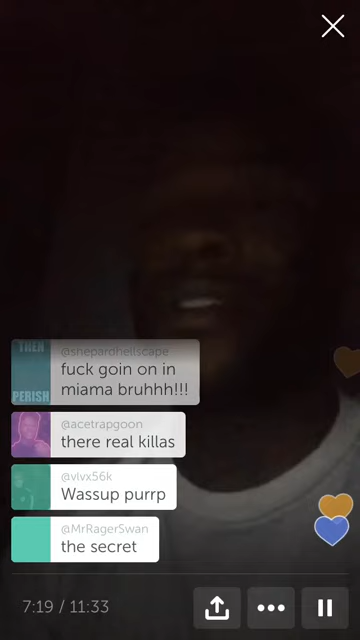 THEN
PERISH
@shepardhellscape
fuck goin on in
miama bruhhh!!!
@acetrapgoon
there real killas
@vlvx56k
Wassup purrp
@MrRagerSwan
the secret
7:19 / 11:33